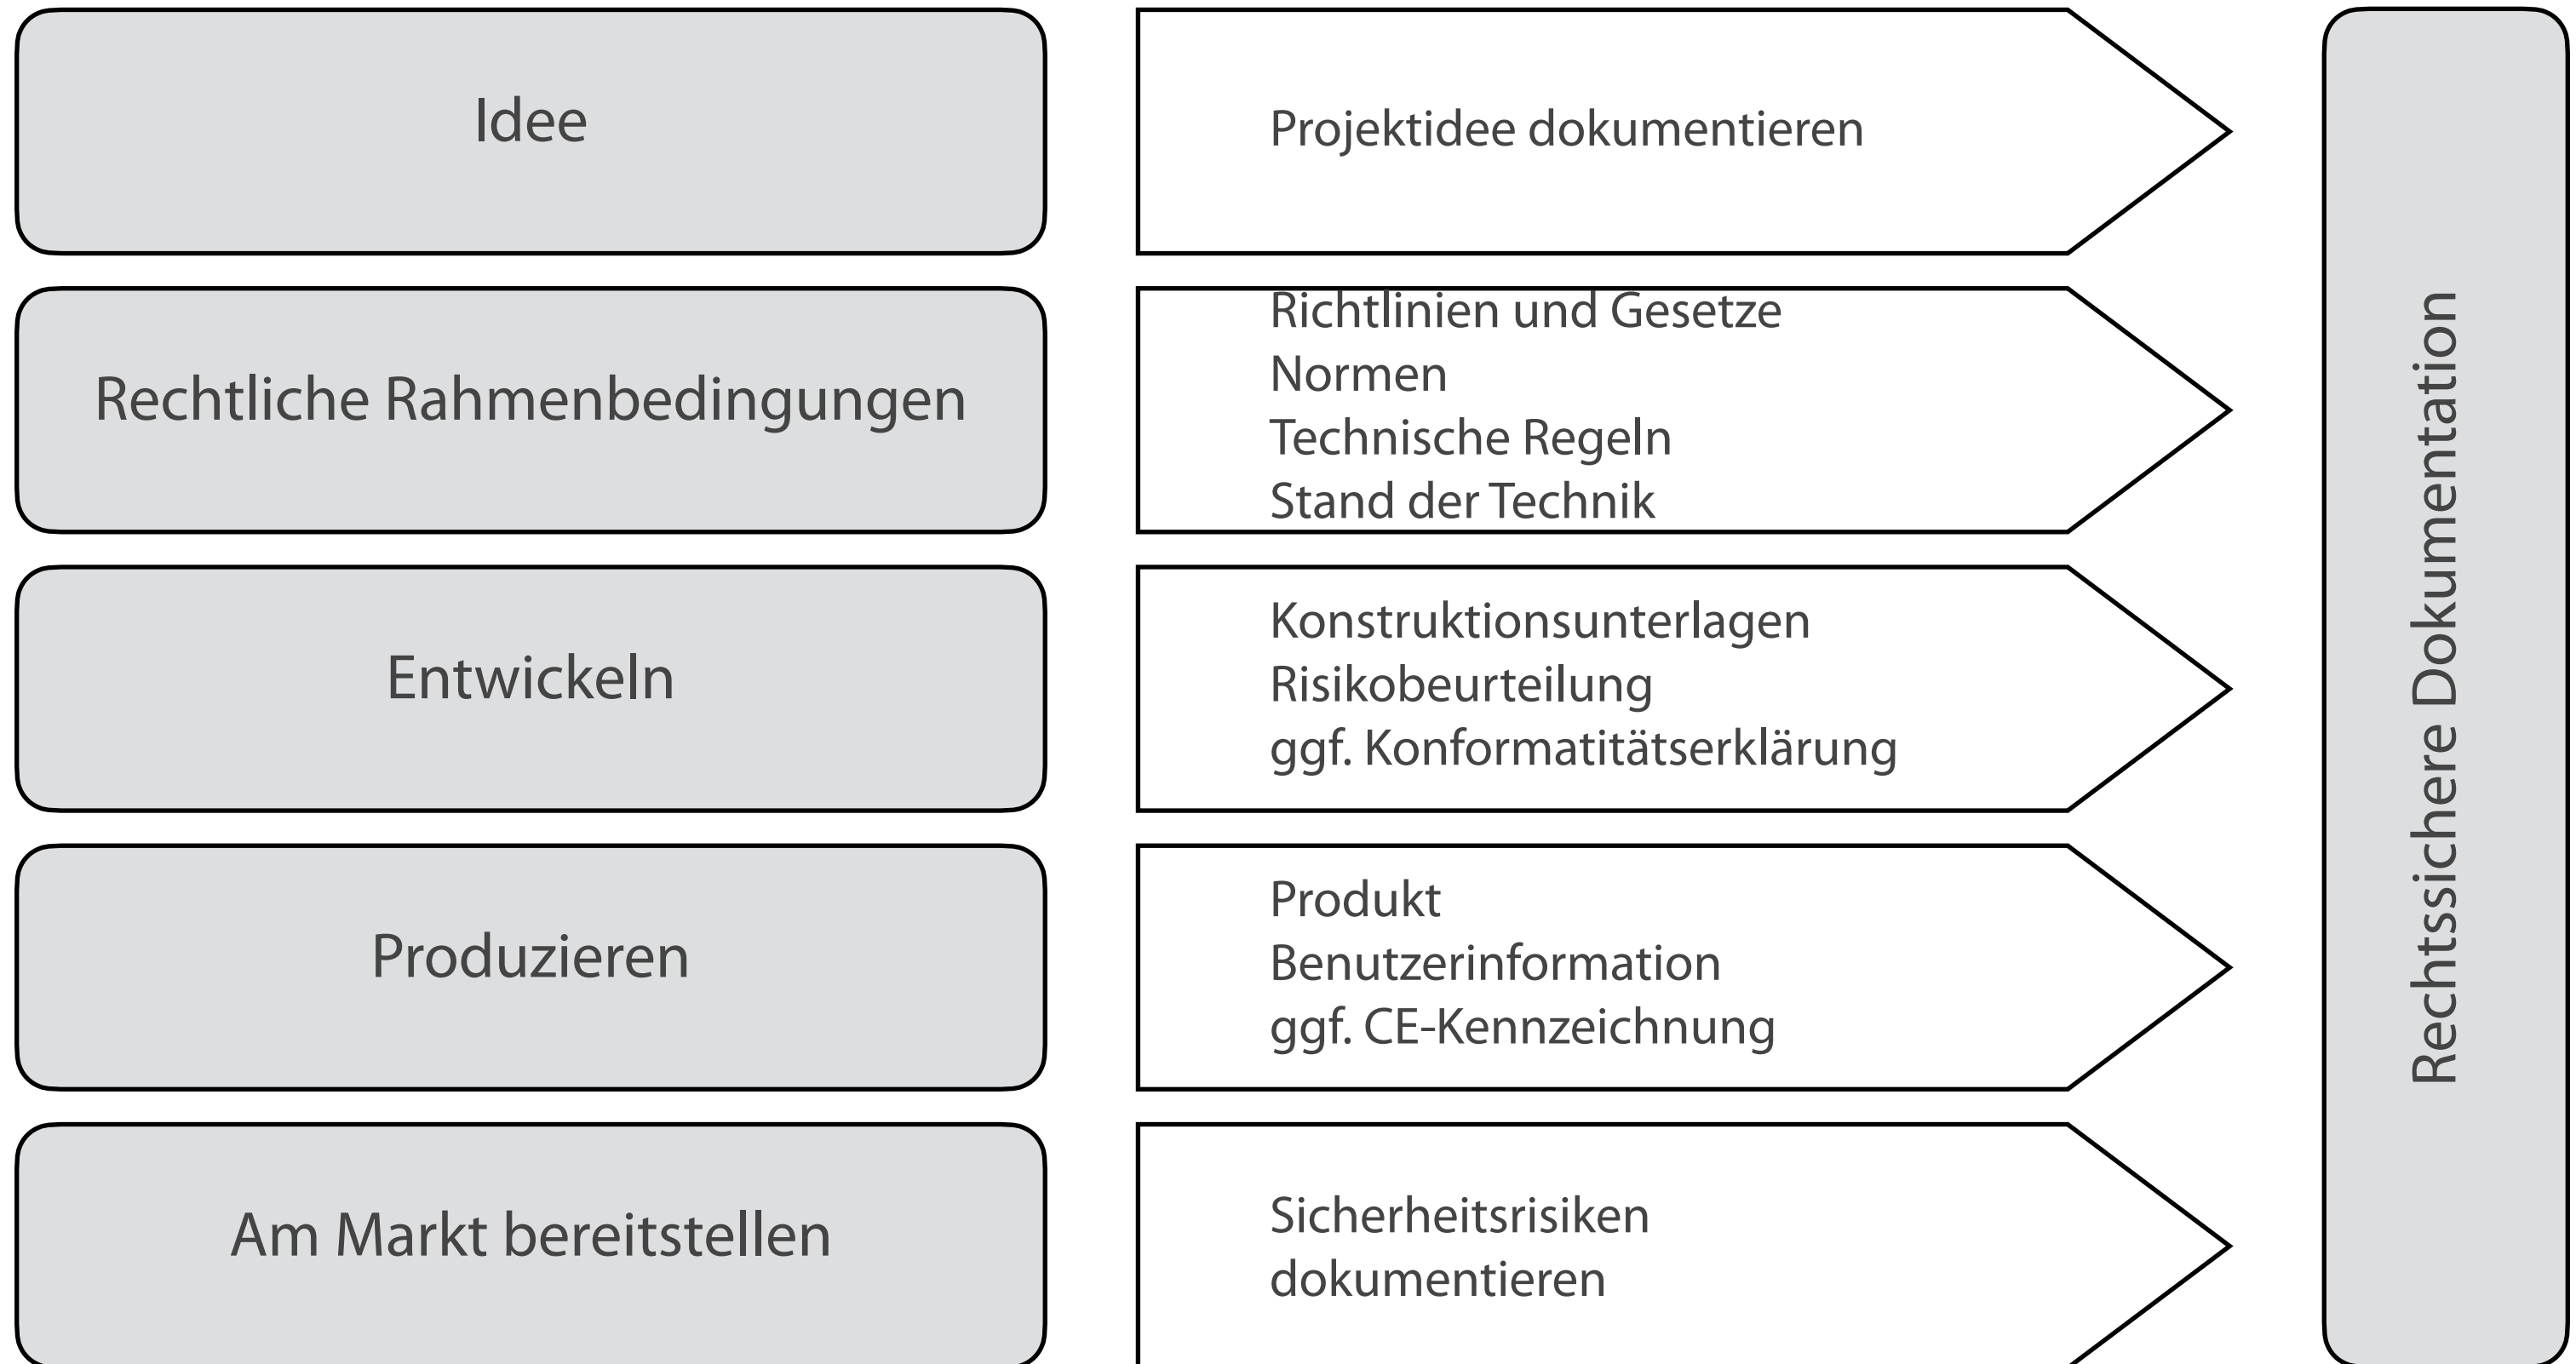 Idee
Projektidee dokumentieren
Rechtliche Rahmenbedingungen
Richtlinien und Gesetze
Normen
Technische Regeln
Stand der Technik
Entwickeln
Konstruktionsunterlagen
Risikobeurteilung
ggf. Konformatitätserklärung
Produzieren
Produkt
Benutzerinformation
ggf. CE-Kennzeichnung
Am Markt bereitstellen
Sicherheitsrisiken
dokumentieren
Rechtssichere Dokumentation